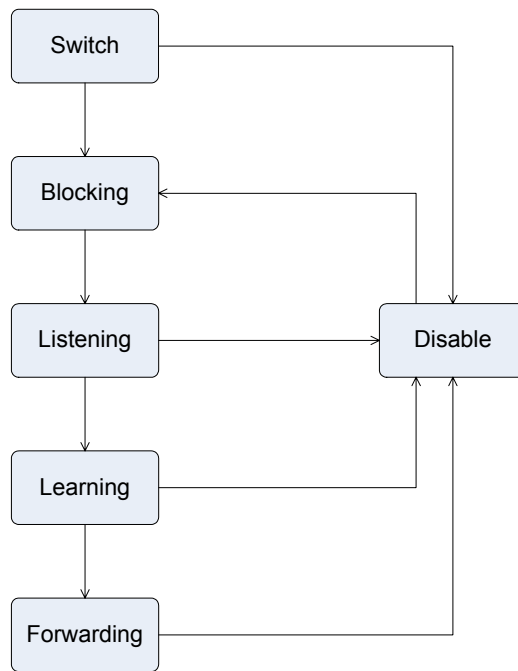 Switch
Blocking
Listening
Disable
Learning
Forwarding